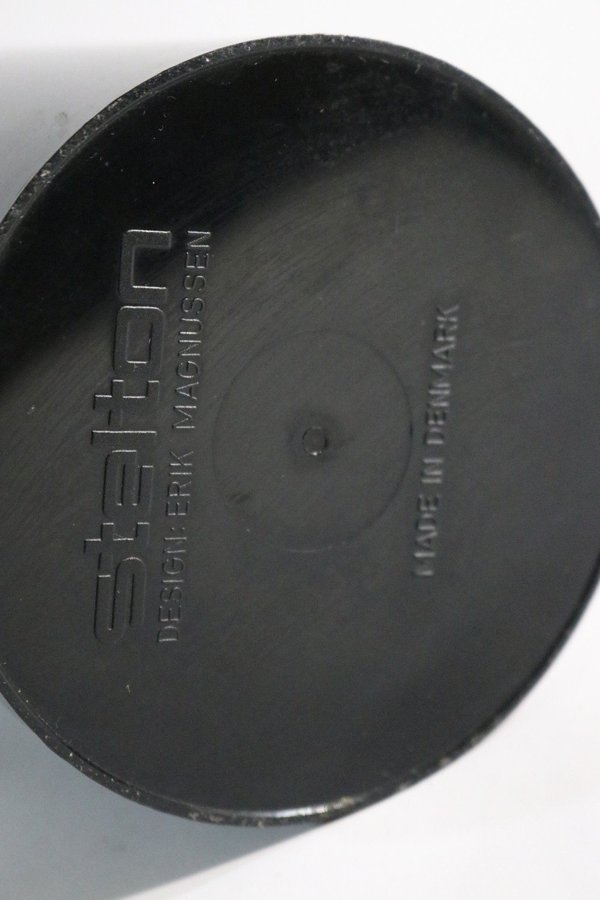 stelton
DESIGN: ERIK MAGNUSSEN
MADE IN DENMARK